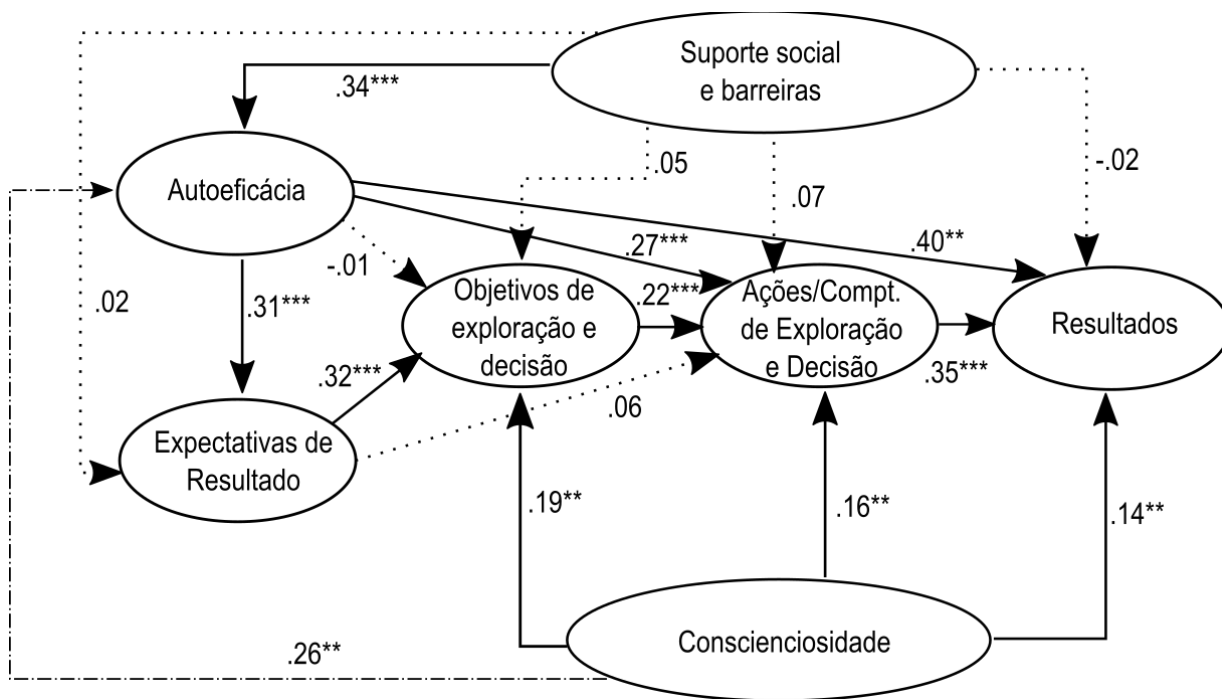 Suporte social
e barreiras
.34***
.05
-.02
.07
Autoeficácia
.27***
.40**
-.01
.02
.31***
Objetivos de
exploração e
decisão
.22***
Ações/Compt.
de Exploração
e Decisão
Resultados
.32***
.35***
.06
Expectativas de
Resultado
.19**
.16**
.14**
Conscienciosidade
.26**